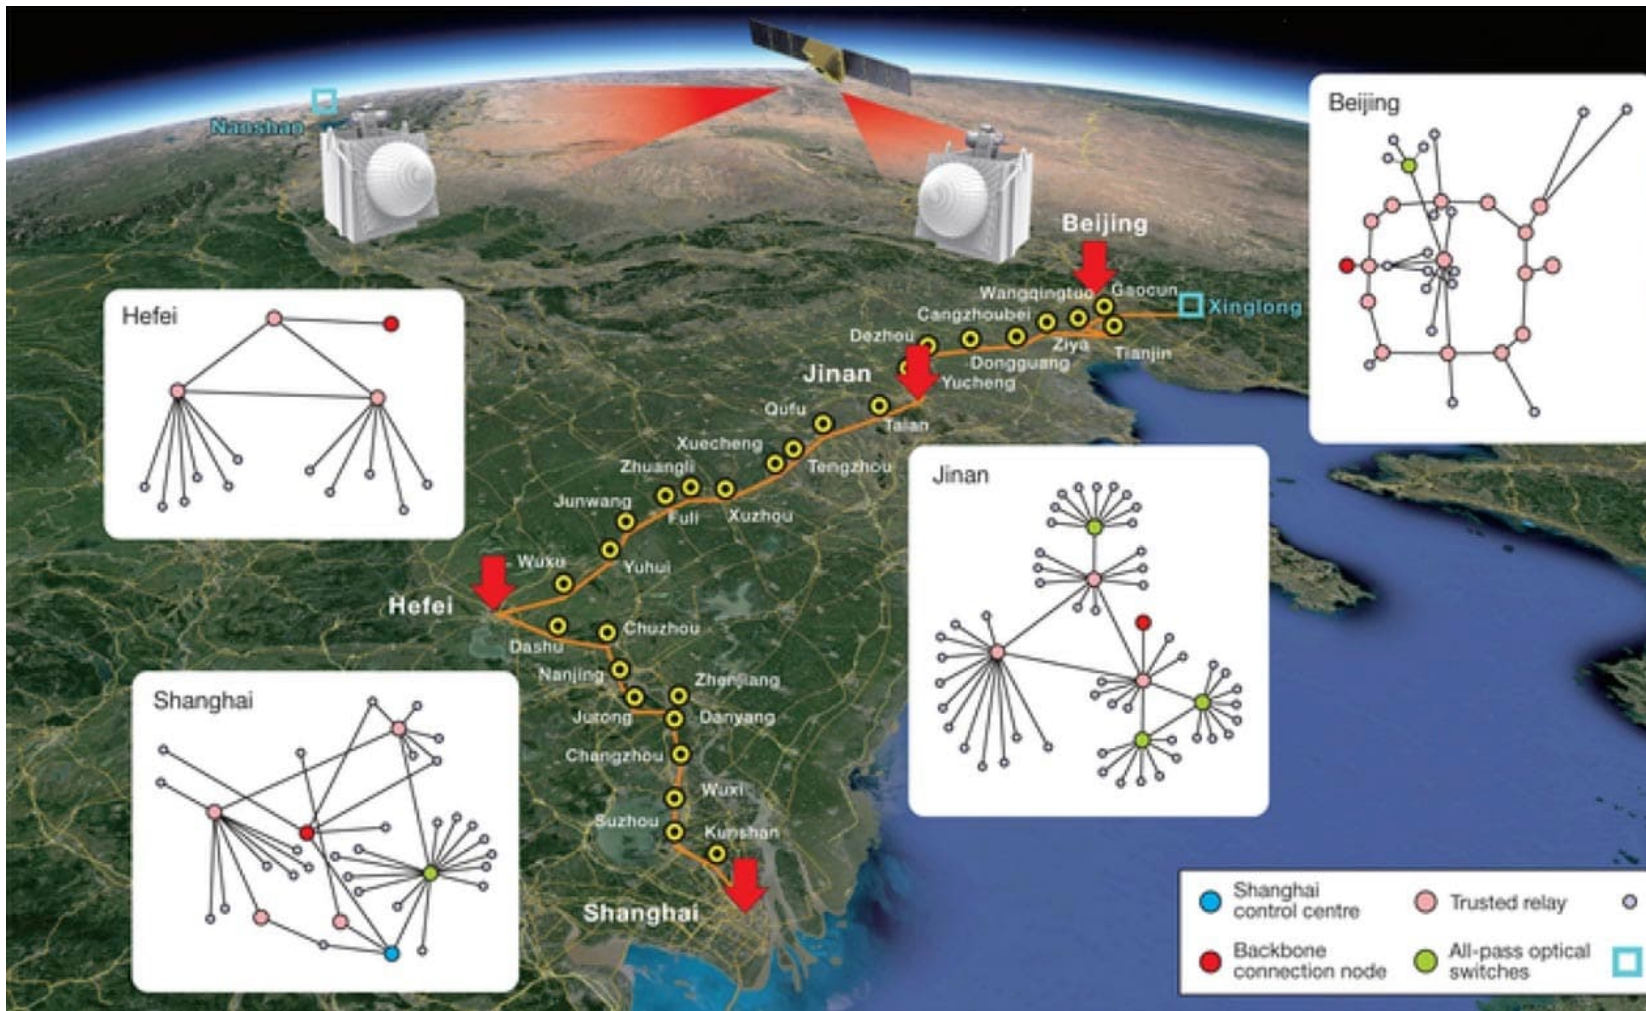 Nanshan
Beijing
Beijing
Wangqingtuo
Gaocun
Xinglong
Cangzhoubei
Dezhou
Ziya
Tianjin
Dongguang
Jinan
Yucheng
Qufu
Taian
Xuecheng
Tengzhou
Zhuangli
Junwang
Fuli
Xuzhou
Wuxu
Yuhui
Hefei
Hefei
Dashu
Chuzhou
Nanjing
Zhenjiang
Jurong
Danyang
Changzhou
Wuxi
Suzhou
Kunshan
Shanghai
Shanghai
Jinan
Shanghai
control centre
Trusted relay
Backbone
connection node
All-pass optical
switches